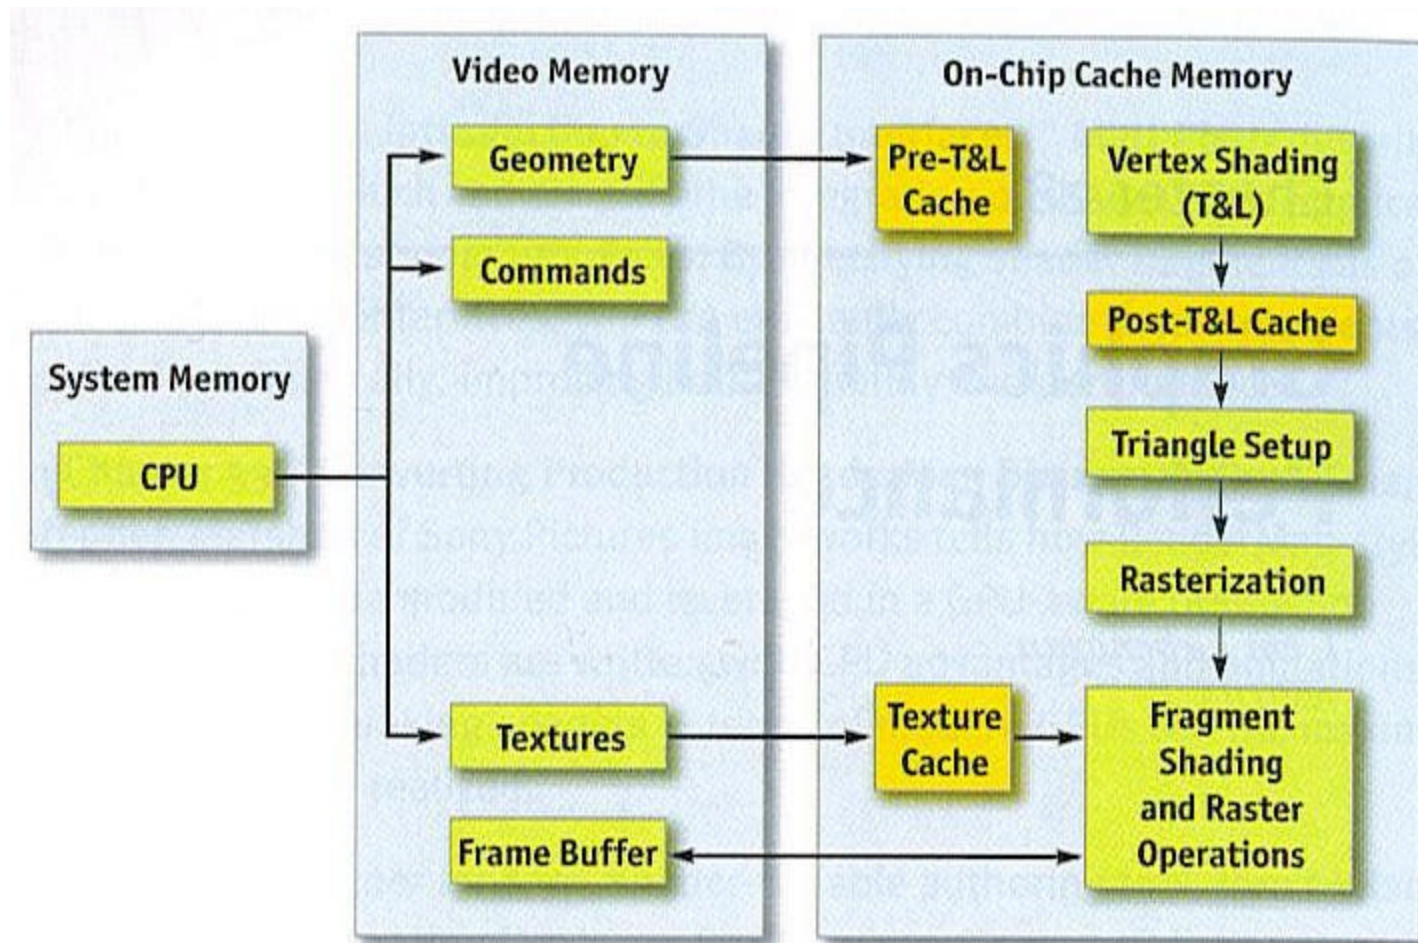 Video Memory
On-Chip Cache Memory
Geometry
Pre-T&L
Cache
Vertex Shading
(T&L)
Commands
Post-T&L Cache
System Memory
CPU
Triangle Setup
Rasterization
Textures
Texture
Cache
Fragment
Shading
and Raster
Operations
Frame Buffer